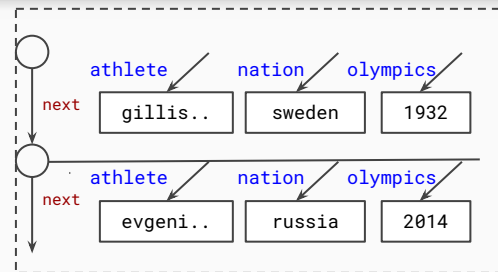 athlete nation olympics
next
gillis.. sweden 1932
athlete nation olympics
next
evgeni.. russia 2014